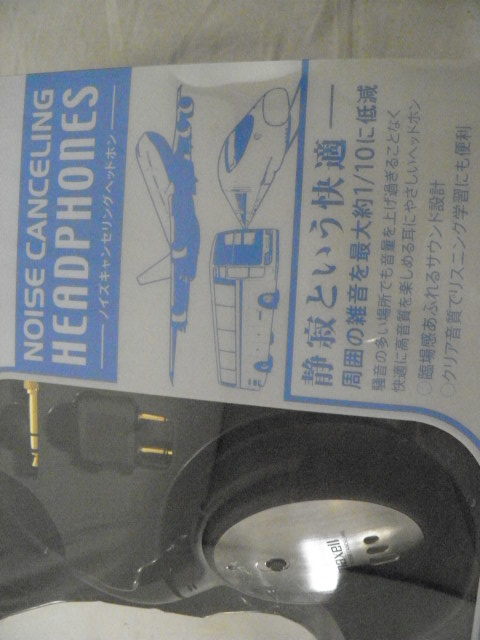 NOISE CANCELING
HEADPHONES
ノイズキャンセリングヘッドホン
静寂という快適
周囲の雑音を最大約1/10に低減
騒音の多い場所でも音量を上げ過ぎることなく
快適に高音質を楽しめる耳にやさしいヘッドホン
○臨場感あふれるサウンド設計
○クリア音質でリスニング学習にも便利
maxell